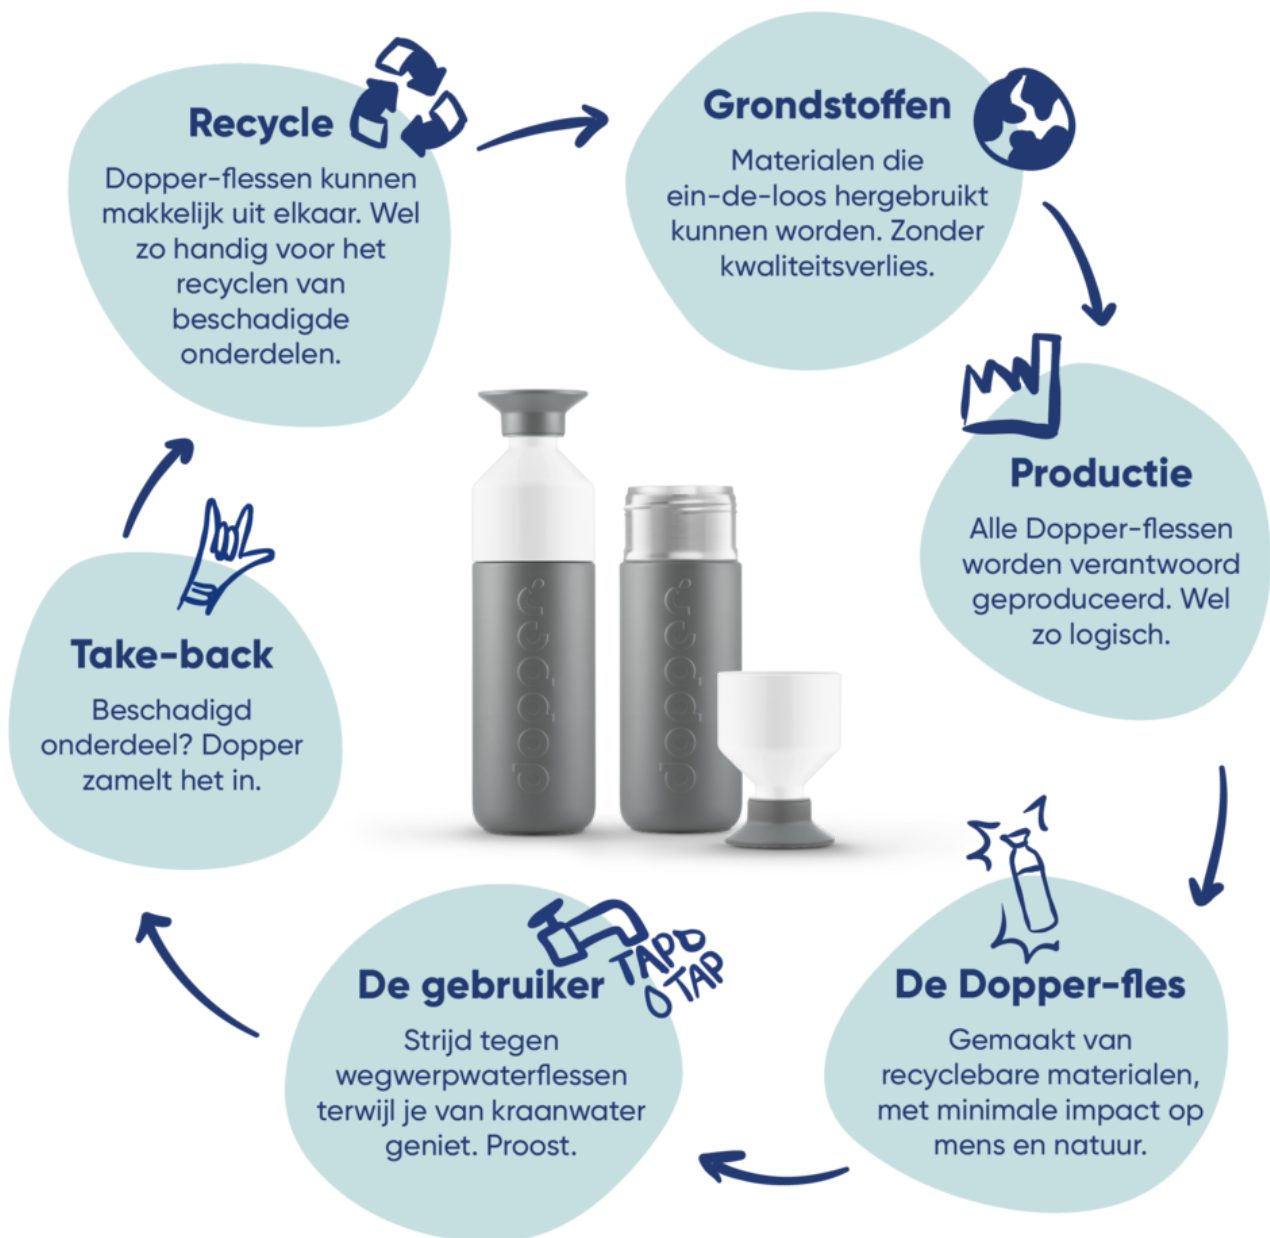 Recycle
Dopper-flessen kunnen
makkelijk uit elkaar. Wel
zo handig voor het
recyclen van
beschadigde
onderdelen.
Grondstoffen
Materialen die
ein-de-loos hergebruikt
kunnen worden. Zonder
kwaliteitsverlies.
Productie
Alle Dopper-flessen
worden verantwoord
geproduceerd. Wel
zo logisch.
De Dopper-fles
Gemaakt van
recyclebare materialen,
met minimale impact op
mens en natuur.
De gebruiker
TAP
TAP
Strijd tegen
wegwerpwaterflessen
terwijl je van kraanwater
geniet. Proost.
Take-back
Beschadigd
onderdeel? Dopper
zamelt het in.
dopper
dopper